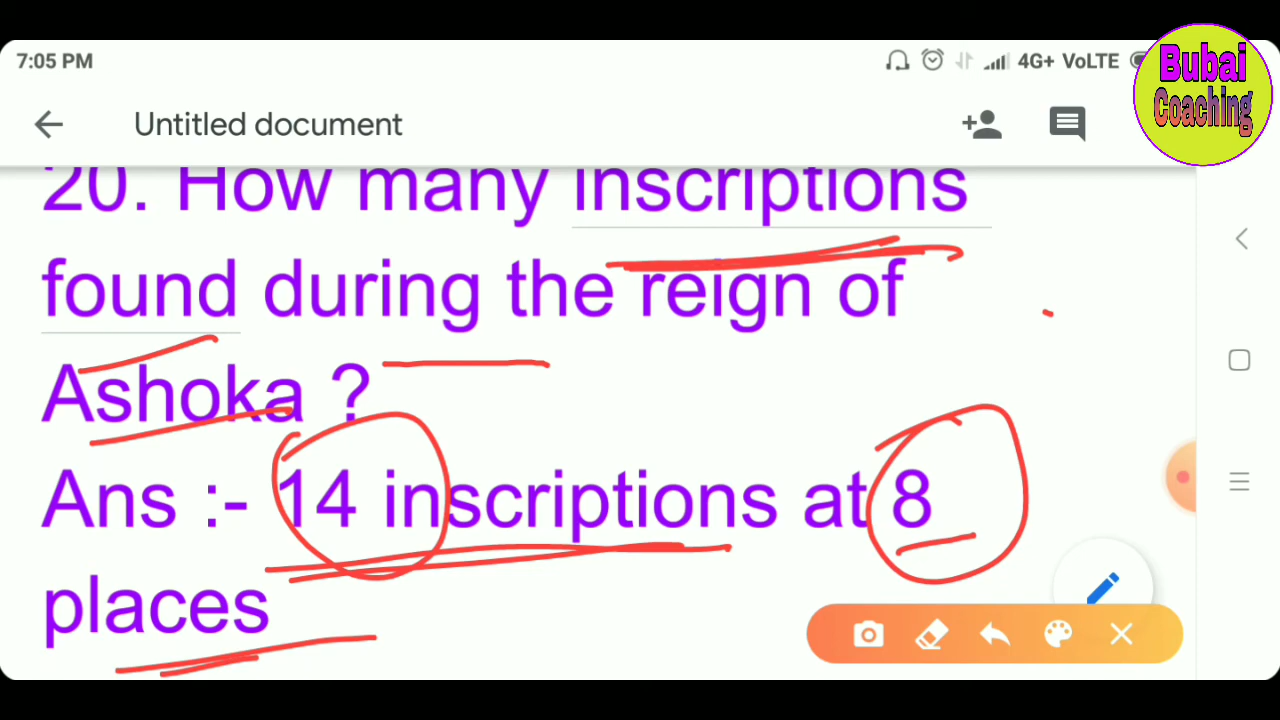 7:05 PM
4G+ VoLTE
Bubai
Coaching
Untitled document
20. How many inscriptions
found during the reign of
Ashoka ?
Ans :- 14 inscriptions at 8
places